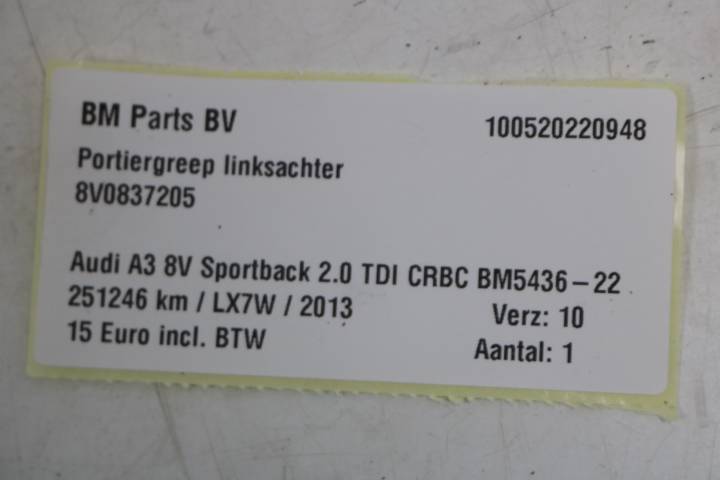 BM Parts BV 100520220948
Portiergreep linksachter
8V0837205
Audi A3 8V Sportback 2.0 TDI CRBC BM5436-22
251246 km / LX7W / 2013 Verz: 10
15 Euro incl. BTW Aantal: 1